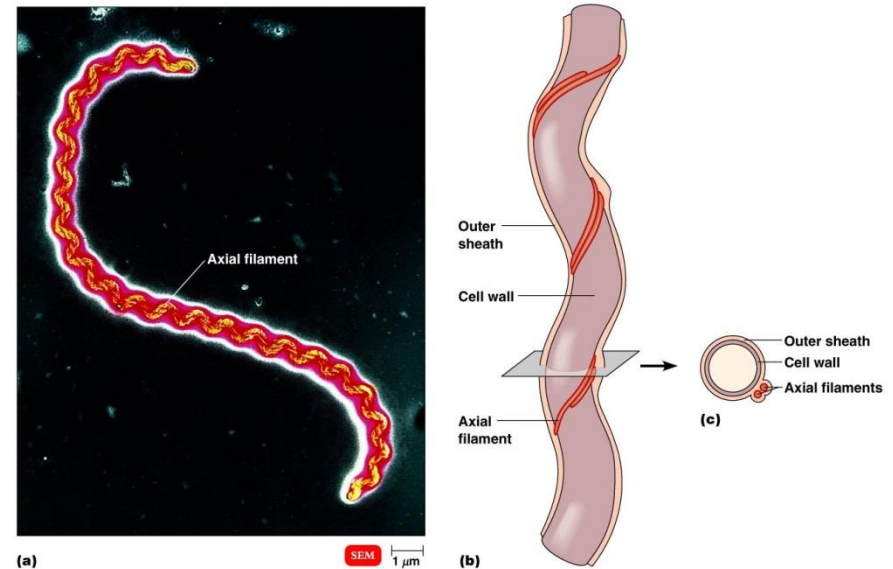 Axial filament
(a)
SEM
1 μm
Outer
sheath
Cell wall
Axial
filament
(b)
Outer sheath
Cell wall
Axial filaments
(c)